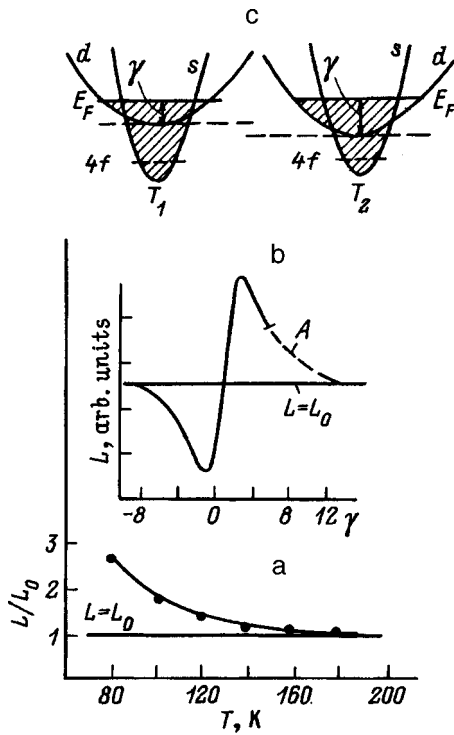 c
d γ s d γ s
E_F E_F
4f 4f
T_1 T_2
b
L, arb. units
A
L=L_0
-8 0 8 12 γ
a
L/L_0
3
2
L=L_0
1
80 120 160 200
T, K